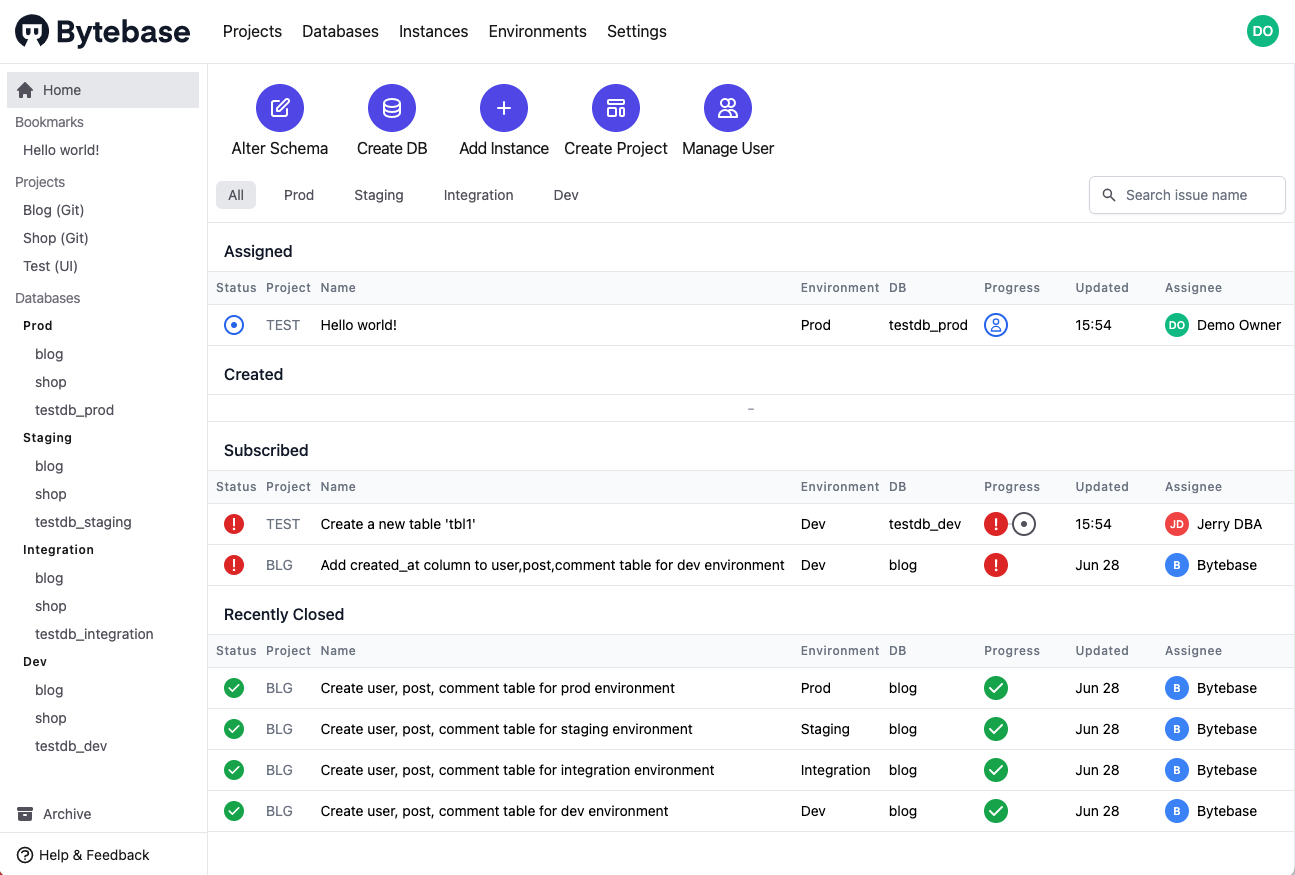 Bytebase Projects Databases Instances Environments Settings DO
Home
Bookmarks
Hello world!
Projects
Blog (Git)
Shop (Git)
Test (UI)
Databases
Prod
blog
shop
testdb_prod
Staging
blog
shop
testdb_staging
Integration
blog
shop
testdb_integration
Dev
blog
shop
testdb_dev
Archive
Help & Feedback
Alter Schema Create DB Add Instance Create Project Manage User
All Prod Staging Integration Dev Search issue name
Assigned
Status Project Name Environment DB Progress Updated Assignee
TEST Hello world! Prod testdb_prod 15:54 DO Demo Owner
Created
–
Subscribed
Status Project Name Environment DB Progress Updated Assignee
! TEST Create a new table 'tbl1' Dev testdb_dev ! 15:54 JD Jerry DBA
! BLG Add created_at column to user,post,comment table for dev environment Dev blog ! Jun 28 B Bytebase
Recently Closed
Status Project Name Environment DB Progress Updated Assignee
BLG Create user, post, comment table for prod environment Prod blog Jun 28 B Bytebase
BLG Create user, post, comment table for staging environment Staging blog Jun 28 B Bytebase
BLG Create user, post, comment table for integration environment Integration blog Jun 28 B Bytebase
BLG Create user, post, comment table for dev environment Dev blog Jun 28 B Bytebase